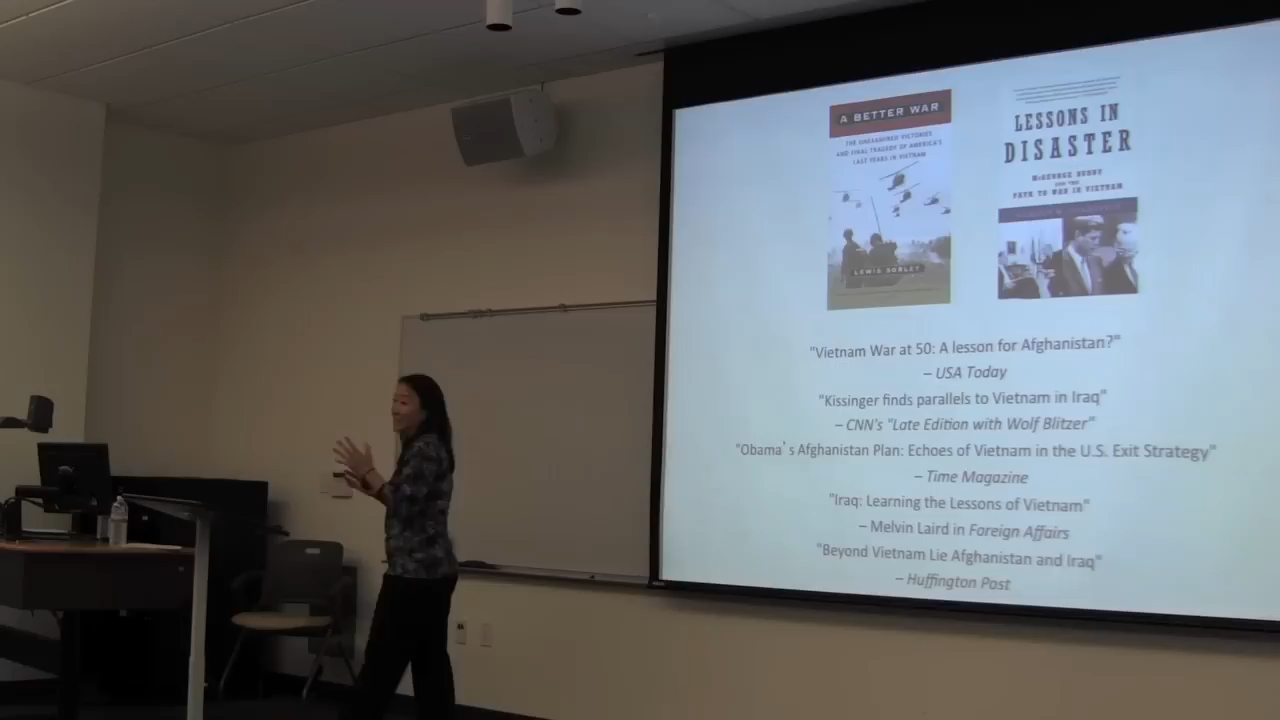 A BETTER WAR
THE UNEXAMINED VICTORIES
AND FINAL TRAGEDY OF AMERICA'S
LAST YEARS IN VIETNAM
LEWIS SORLEY
LESSONS IN
DISASTER
McGEORGE BUNDY
AND THE
PATH TO WAR IN VIETNAM
"Vietnam War at 50: A lesson for Afghanistan?"
– USA Today
"Kissinger finds parallels to Vietnam in Iraq"
– CNN's "Late Edition with Wolf Blitzer"
"Obama's Afghanistan Plan: Echoes of Vietnam in the U.S. Exit Strategy"
– Time Magazine
"Iraq: Learning the Lessons of Vietnam"
– Melvin Laird in Foreign Affairs
"Beyond Vietnam Lie Afghanistan and Iraq"
– Huffington Post